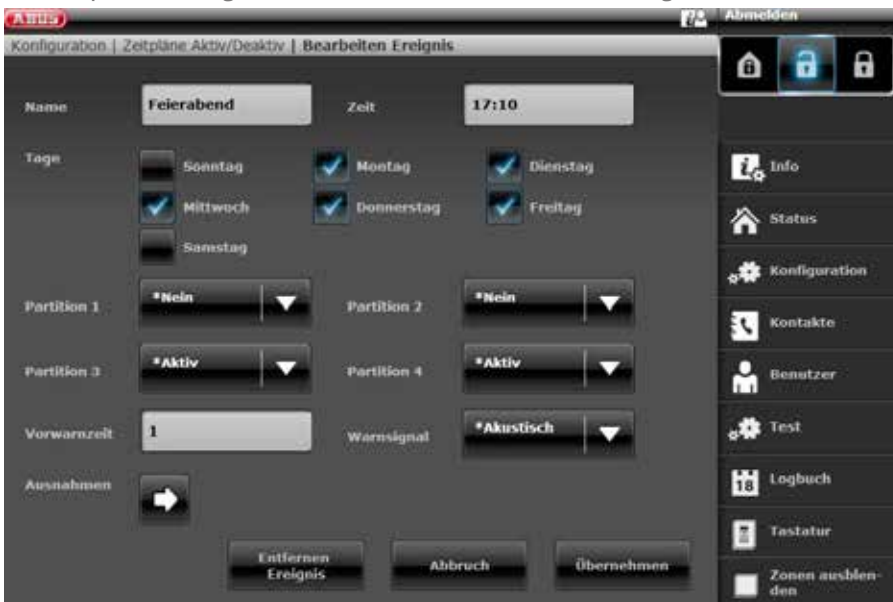 ABUS
Abmelden
Konfiguration | Zeitpläne Aktiv/Deaktiv | Bearbeiten Ereignis
Name Feierabend Zeit 17:10
Tage Sonntag Montag Dienstag
Mittwoch Donnerstag Freitag
Samstag
Partition 1 *Nein Partition 2 *Nein
Partition 3 *Aktiv Partition 4 *Aktiv
Vorwarnzeit 1 Warnsignal *Akustisch
Ausnahmen
Entfernen
Ereignis
Abbruch Übernehmen
Info
Status
Konfiguration
Kontakte
Benutzer
Test
18 Logbuch
Tastatur
Zonen ausblen-
den